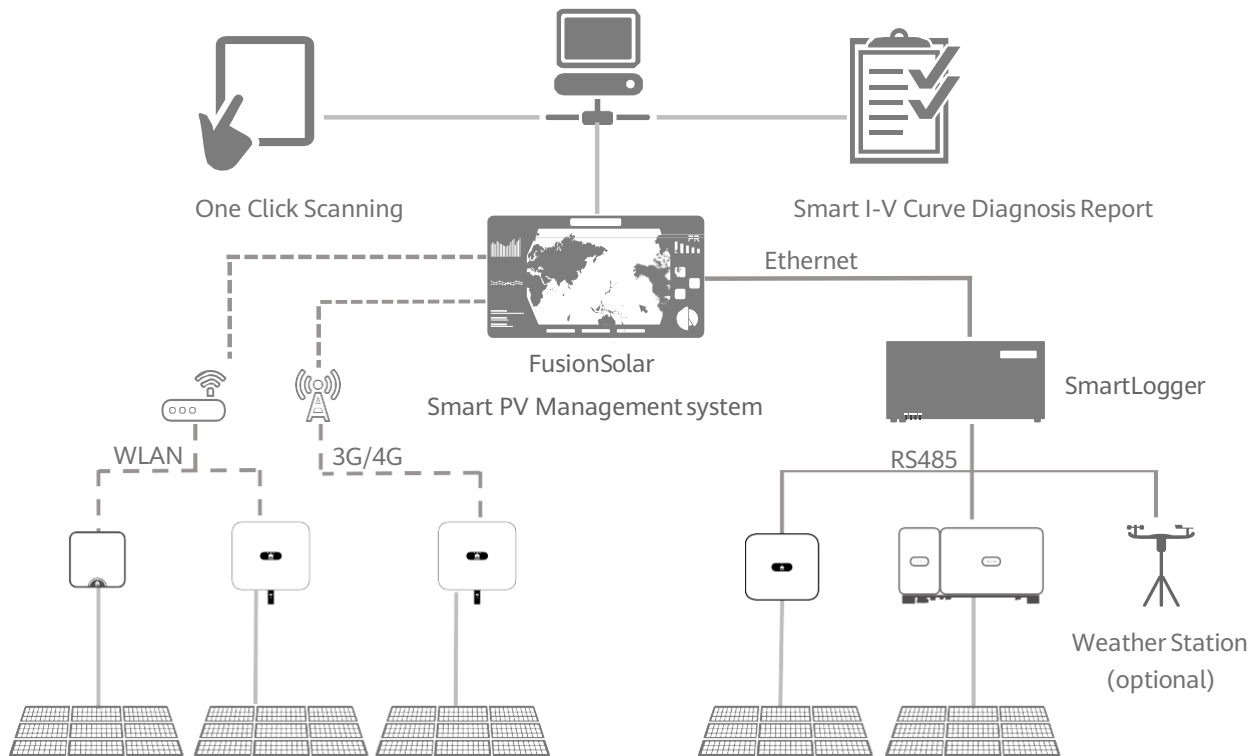 One Click Scanning
Smart I-V Curve Diagnosis Report
Ethernet
FusionSolar
Smart PV Management system
SmartLogger
WLAN
3G/4G
RS485
Weather Station
(optional)